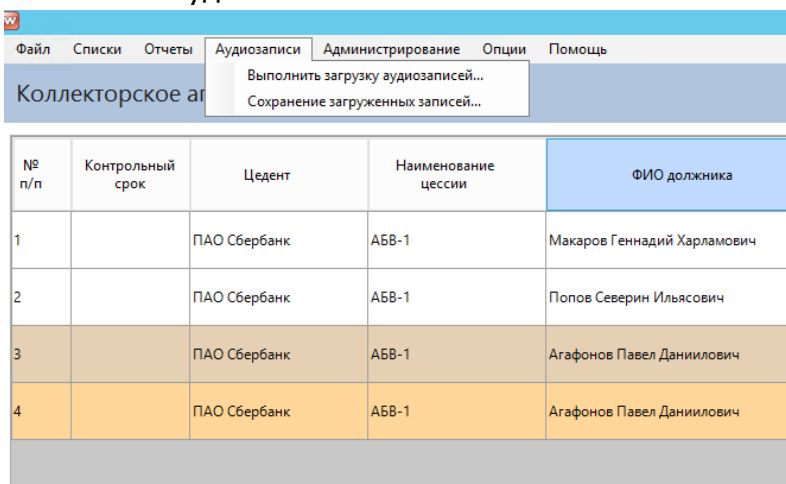 W
Файл Списки Отчеты Аудиозаписи Администрирование Опции Помощь
Выполнить загрузку аудиозаписей...
Сохранение загруженных записей...
Коллекторское
№ п/п Контрольный срок Цедент Наименование цессии ФИО должника
1 ПАО Сбербанк АБВ-1 Макаров Геннадий Харламович
2 ПАО Сбербанк АБВ-1 Попов Северин Ильясович
3 ПАО Сбербанк АБВ-1 Агафонов Павел Даниилович
4 ПАО Сбербанк АБВ-1 Агафонов Павел Даниилович